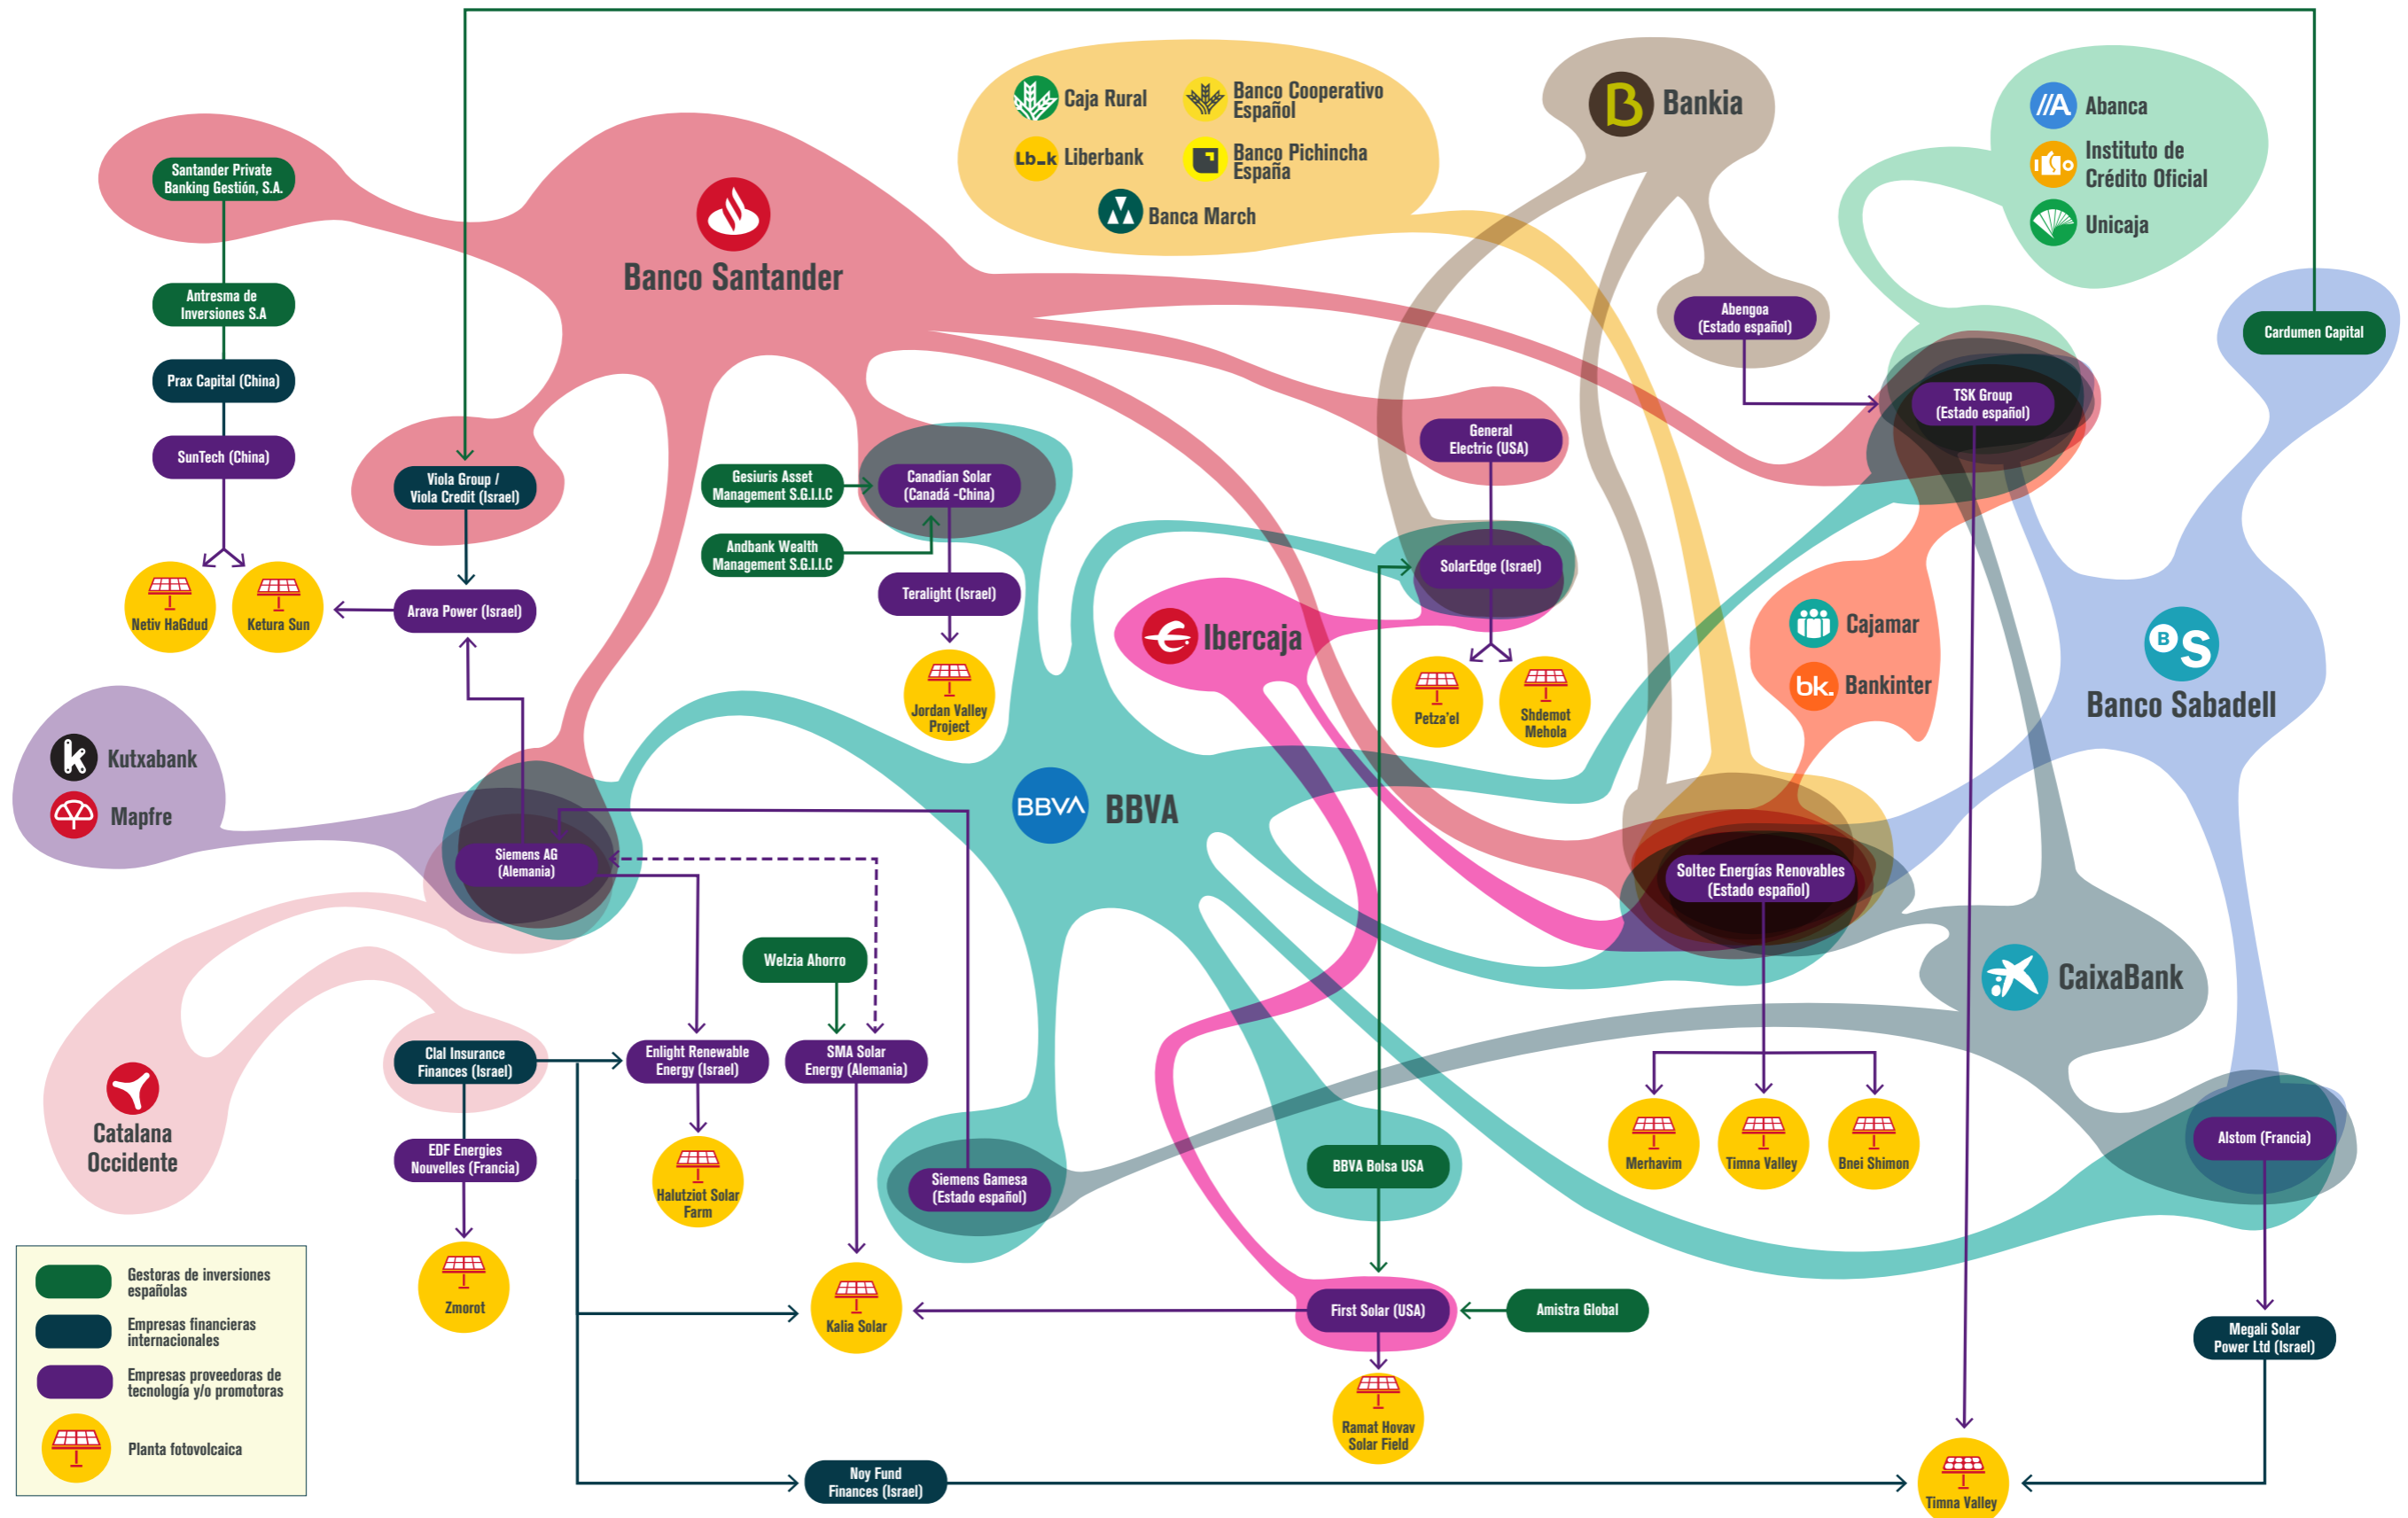 Caja Rural
Banco Cooperativo
Español
Lb_k
Liberbank
Banco Pichincha
España
Banca March
B
Bankia
//A
Abanca
Instituto de
Crédito Oficial
Unicaja
Santander Private
Banking Gestión, S.A.
Banco Santander
Antresma de
Inversiones S.A
Prax Capital (China)
SunTech (China)
Abengoa
(Estado español)
Cardumen Capital
TSK Group
(Estado español)
General
Electric (USA)
Viola Group /
Viola Credit (Israel)
Gesiuris Asset
Management S.G.I.I.C
Canadian Solar
(Canadá -China)
Andbank Wealth
Management S.G.I.I.C
SolarEdge (Israel)
Teralight (Israel)
Arava Power (Israel)
Netiv HaGdud
Ketura Sun
Ibercaja
Cajamar
bk.
Bankinter
B S
Banco Sabadell
Jordan Valley
Project
Petza'el
Shdemot
Mehola
k
Kutxabank
Mapfre
BBVA
BBVA
Siemens AG
(Alemania)
Soltec Energías Renovables
(Estado español)
Welzia Ahorro
CaixaBank
Clal Insurance
Finances (Israel)
Enlight Renewable
Energy (Israel)
SMA Solar
Energy (Alemania)
Catalana
Occidente
EDF Energies
Nouvelles (Francia)
Halutziot Solar
Farm
Siemens Gamesa
(Estado español)
BBVA Bolsa USA
Merhavim
Timna Valley
Bnei Shimon
Alstom (Francia)
Zmorot
Kalia Solar
First Solar (USA)
Amistra Global
Megali Solar
Power Ltd (Israel)
Ramat Hovav
Solar Field
Noy Fund
Finances (Israel)
Timna Valley
Gestoras de inversiones
españolas
Empresas financieras
internacionales
Empresas proveedoras de
tecnología y/o promotoras
Planta fotovolcaica